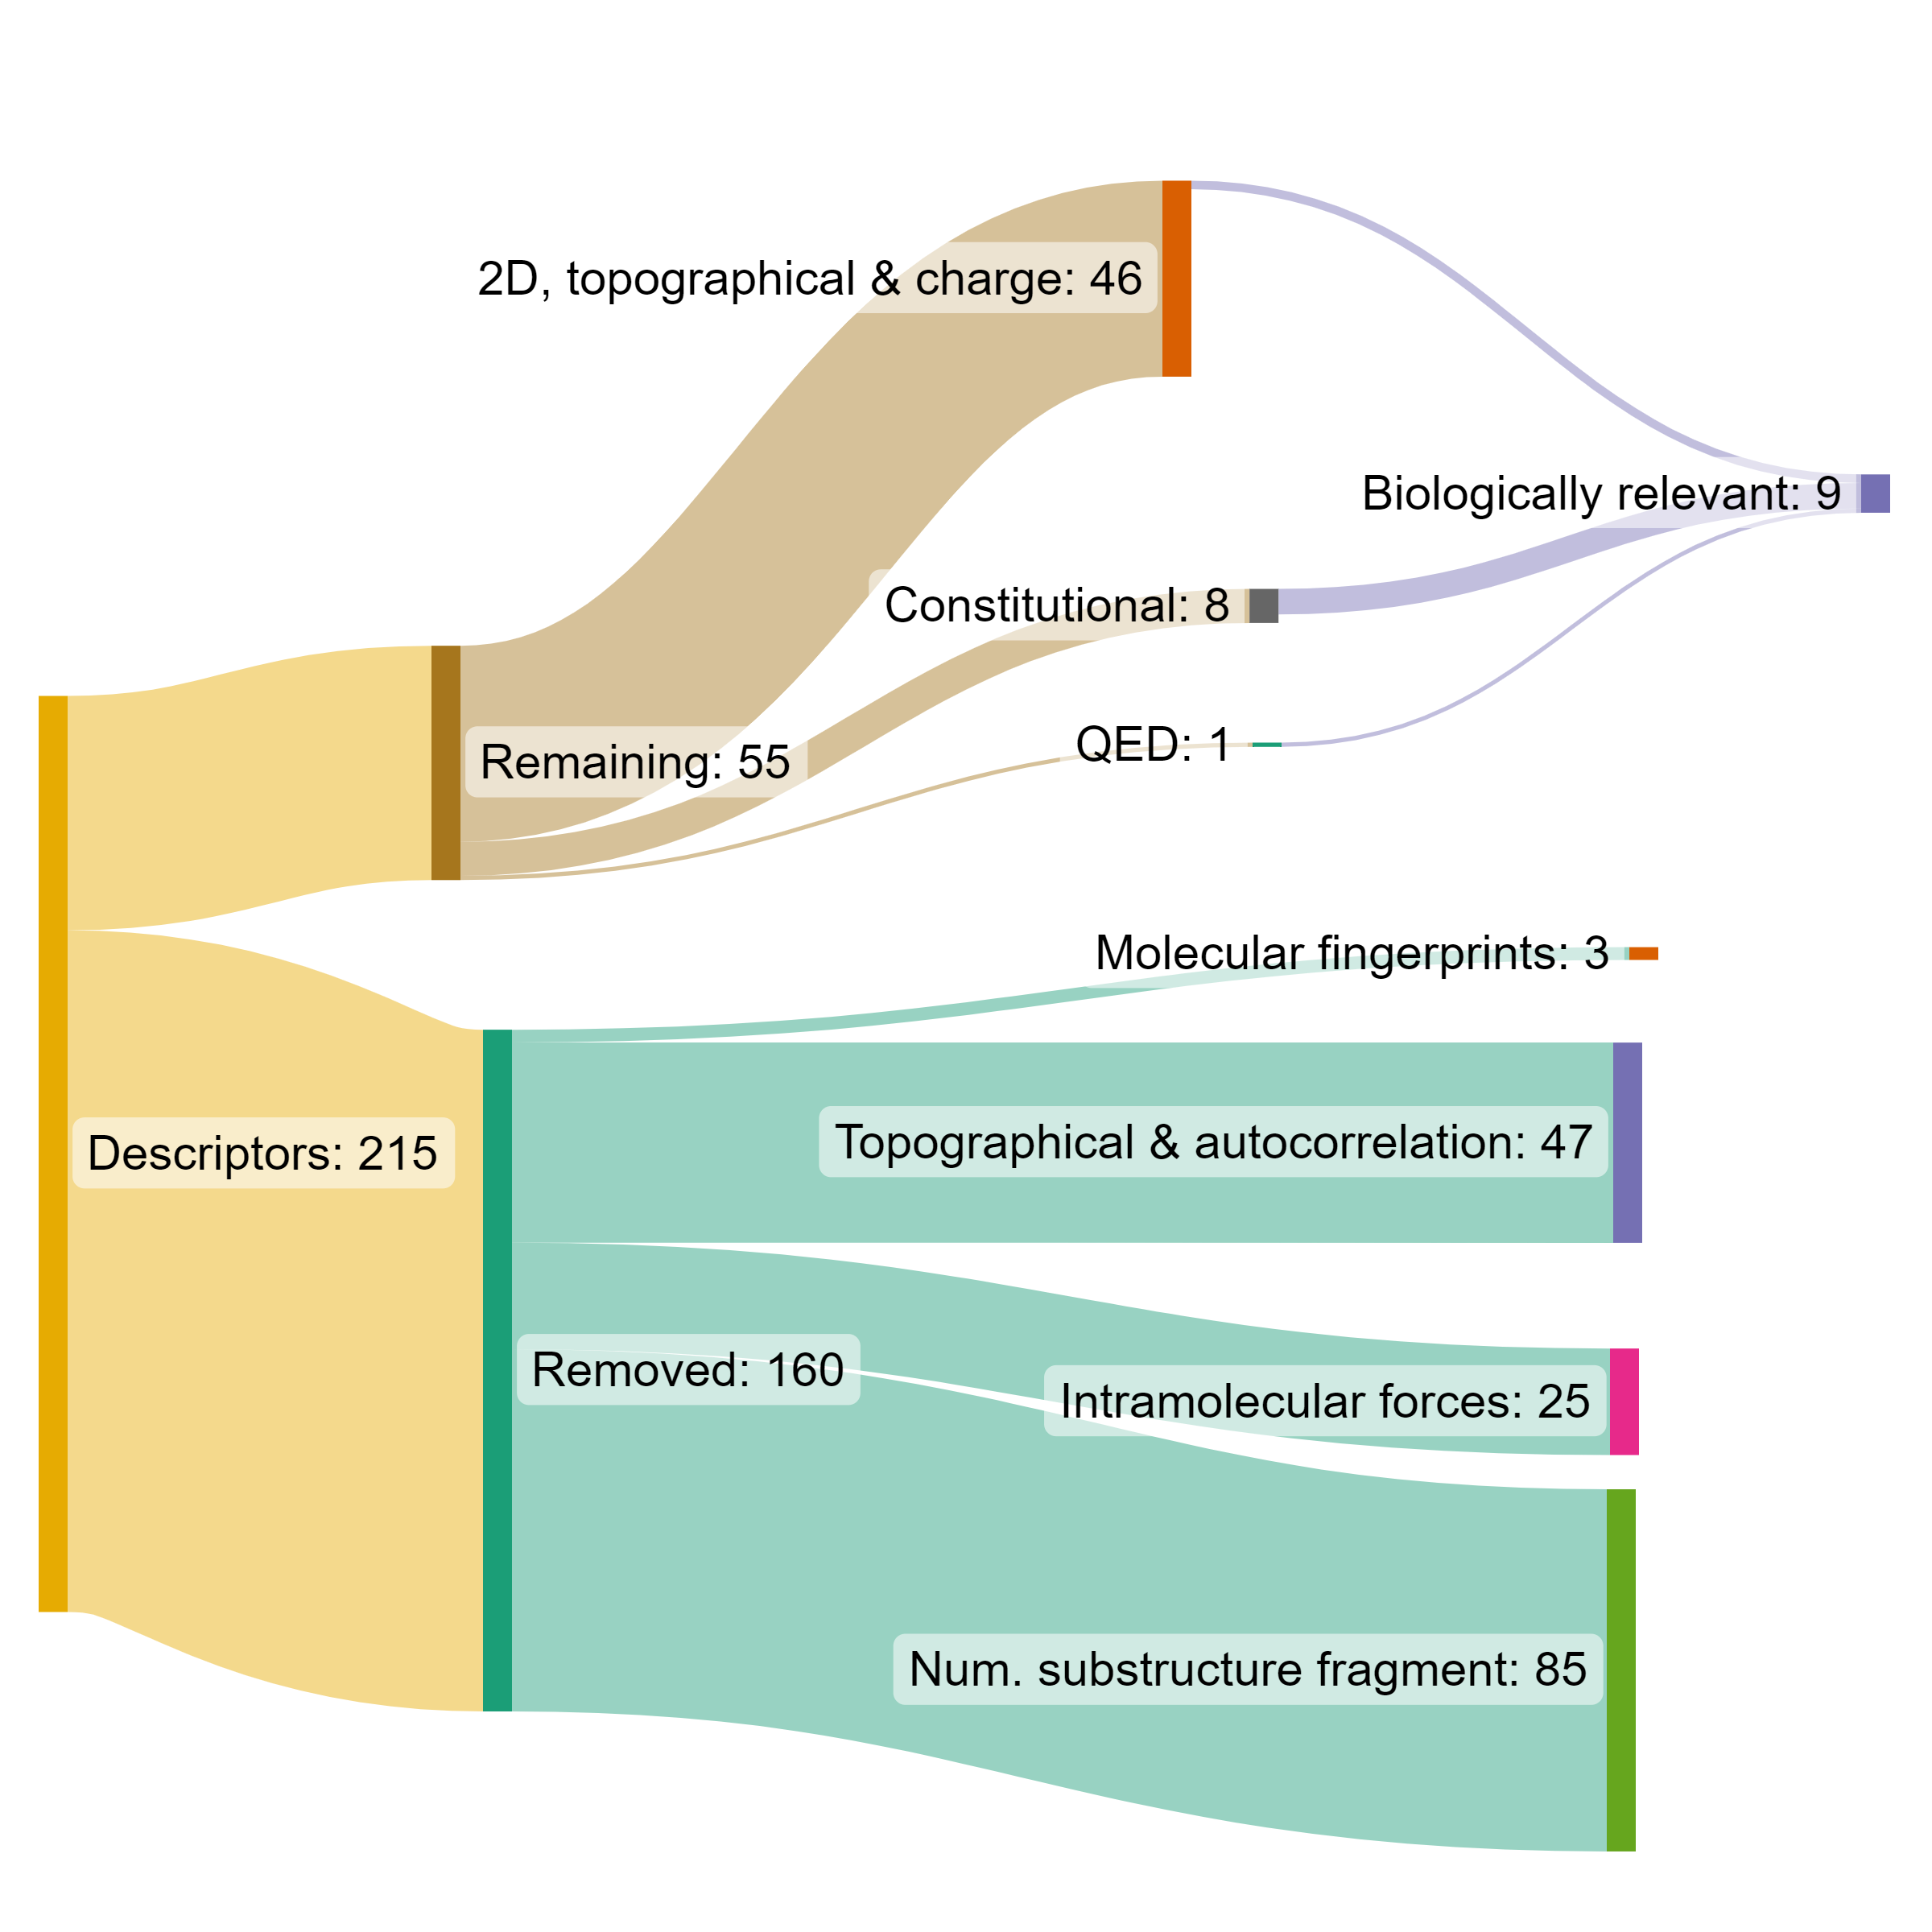 2D, topographical & charge: 46
Biologically relevant: 9
Constitutional: 8
QED: 1
Remaining: 55
Molecular fingerprints: 3
Descriptors: 215
Topographical & autocorrelation: 47
Removed: 160
Intramolecular forces: 25
Num. substructure fragment: 85